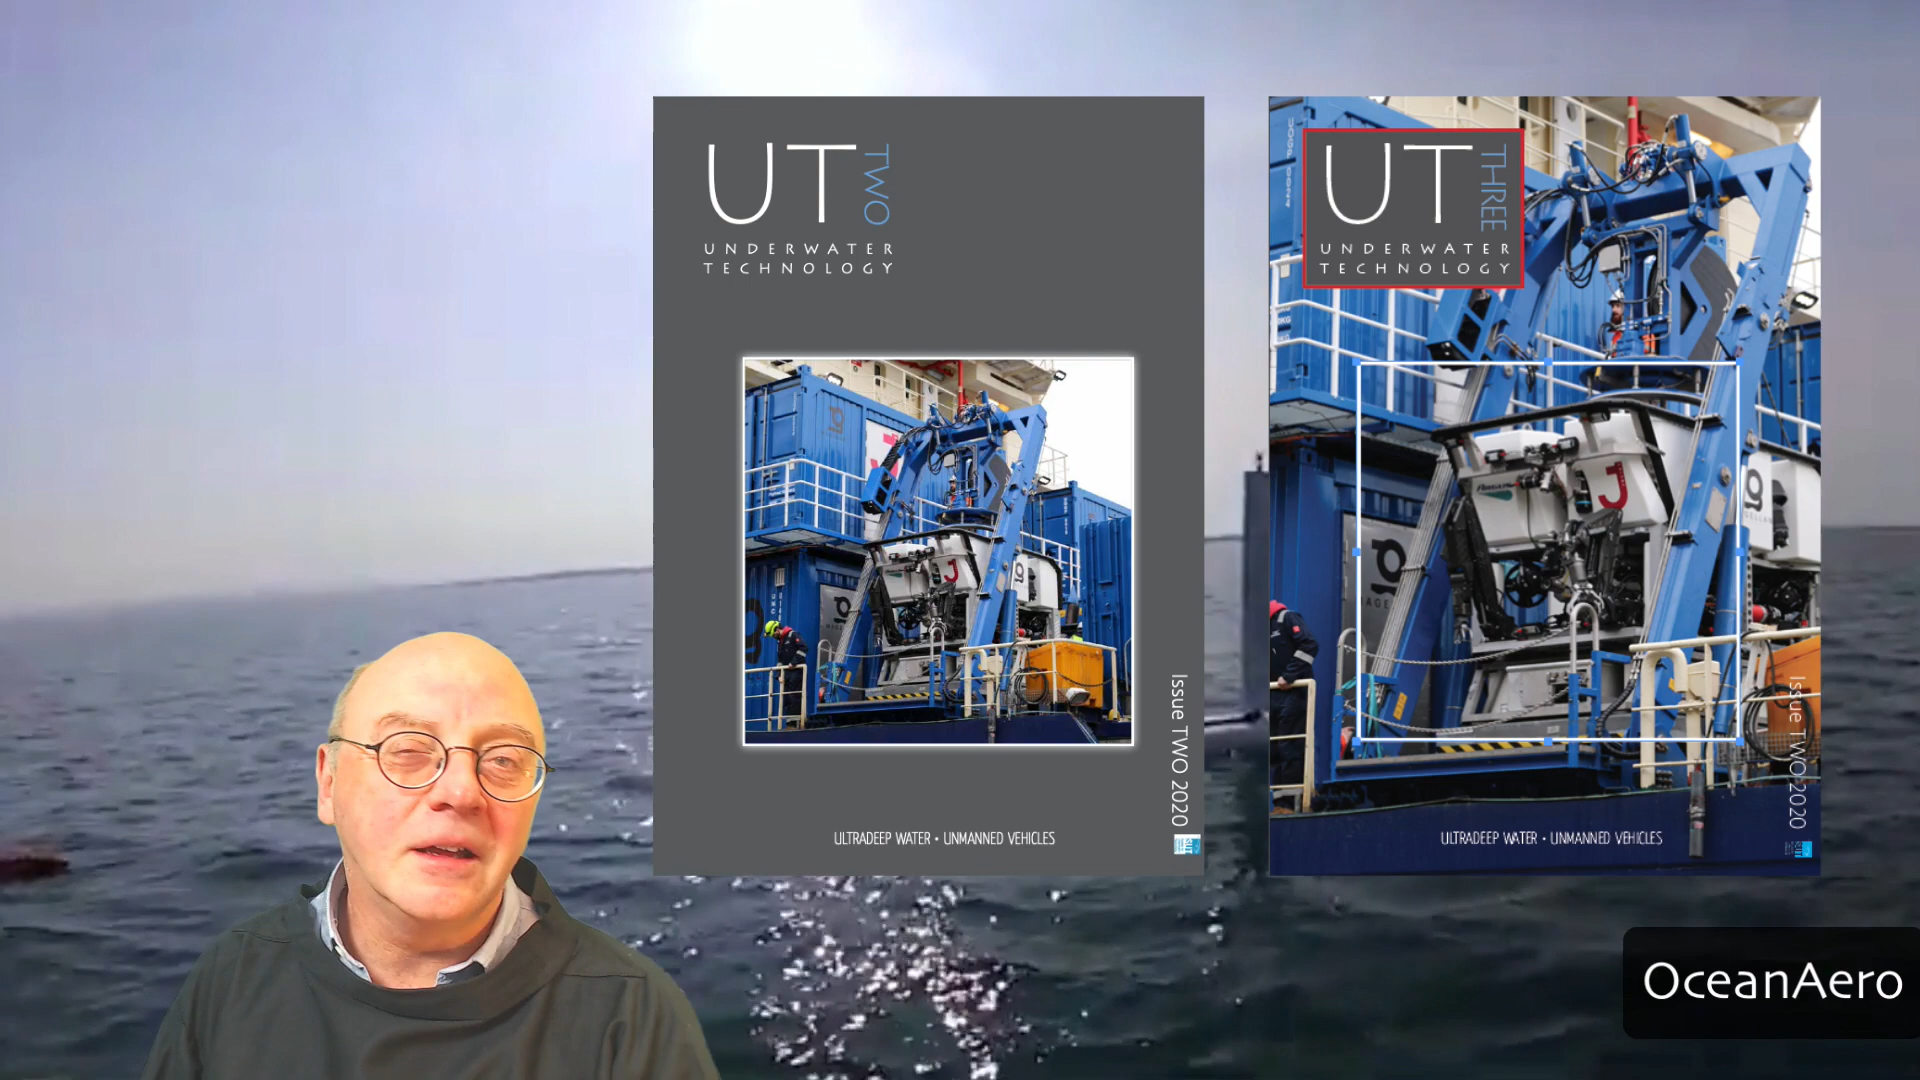 UT TWO
UNDERWATER
TECHNOLOGY
J
Issue TWO 2020
ULTRADEEP WATER • UNMANNED VEHICLES
UT THREE
UNDERWATER
TECHNOLOGY
J
Issue TWO 2020
ULTRADEEP WATER • UNMANNED VEHICLES
SUT
OceanAero